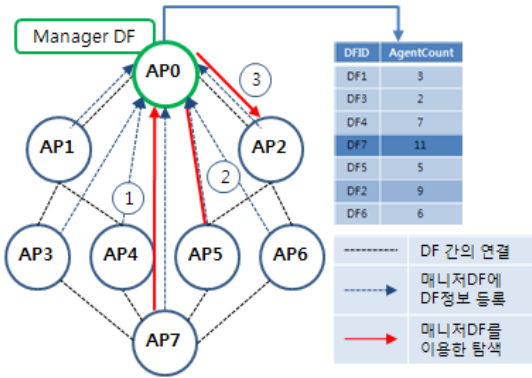 Manager DF
AP0
3
AP1
AP2
1
2
AP3
AP4
AP5
AP6
AP7
DFID AgentCount
DF1 3
DF3 2
DF4 7
DF7 11
DF5 5
DF2 9
DF6 6
DF 간의 연결
매니저DF에
DF정보 등록
매니저DF를
이용한 탐색